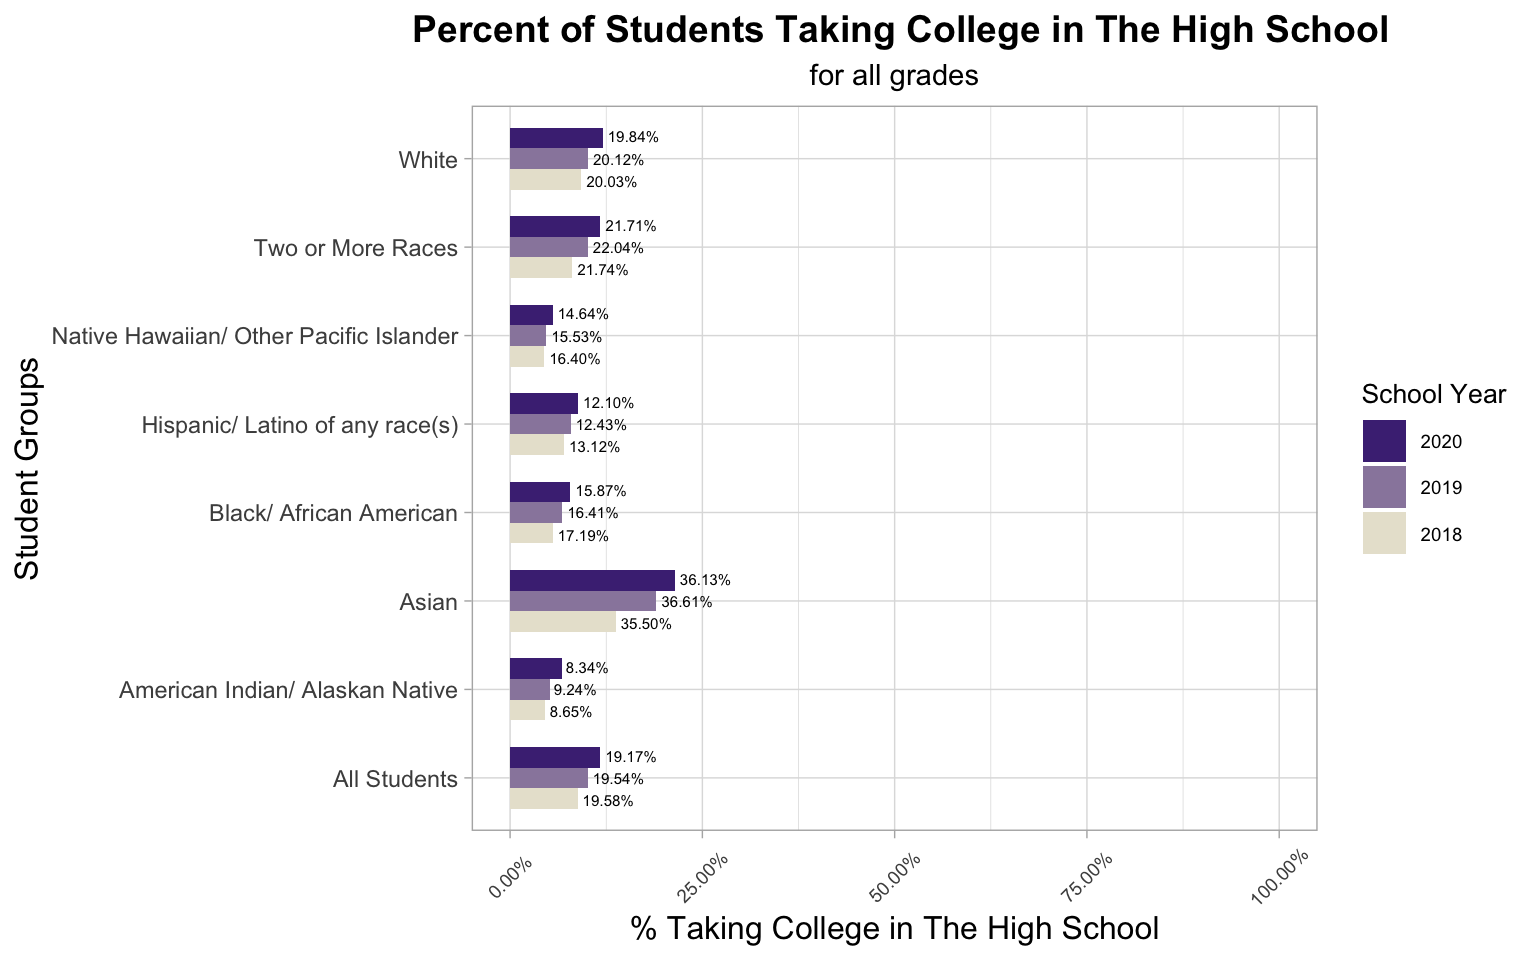 Percent of Students Taking College in The High School
for all grades
Student Groups
White
19.84%
20.12%
20.03%
Two or More Races
21.71%
22.04%
21.74%
Native Hawaiian/ Other Pacific Islander
14.64%
15.53%
16.40%
Hispanic/ Latino of any race(s)
12.10%
12.43%
13.12%
Black/ African American
15.87%
16.41%
17.19%
Asian
36.13%
36.61%
35.50%
American Indian/ Alaskan Native
8.34%
9.24%
8.65%
All Students
19.17%
19.54%
19.58%
0.00%
25.00%
50.00%
75.00%
100.00%
% Taking College in The High School
School Year
2020
2019
2018